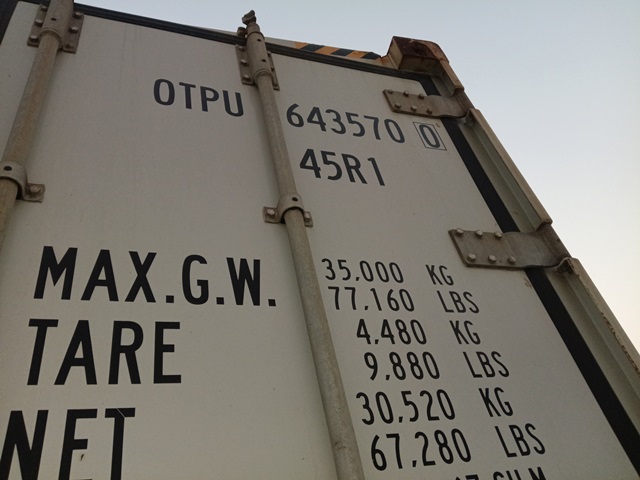 OTPU 643570 0
45R1
MAX.G.W. 35,000 KG
77,160 LBS
TARE 4,480 KG
9,880 LBS
NET 30,520 KG
67,280 LBS
CU.M.